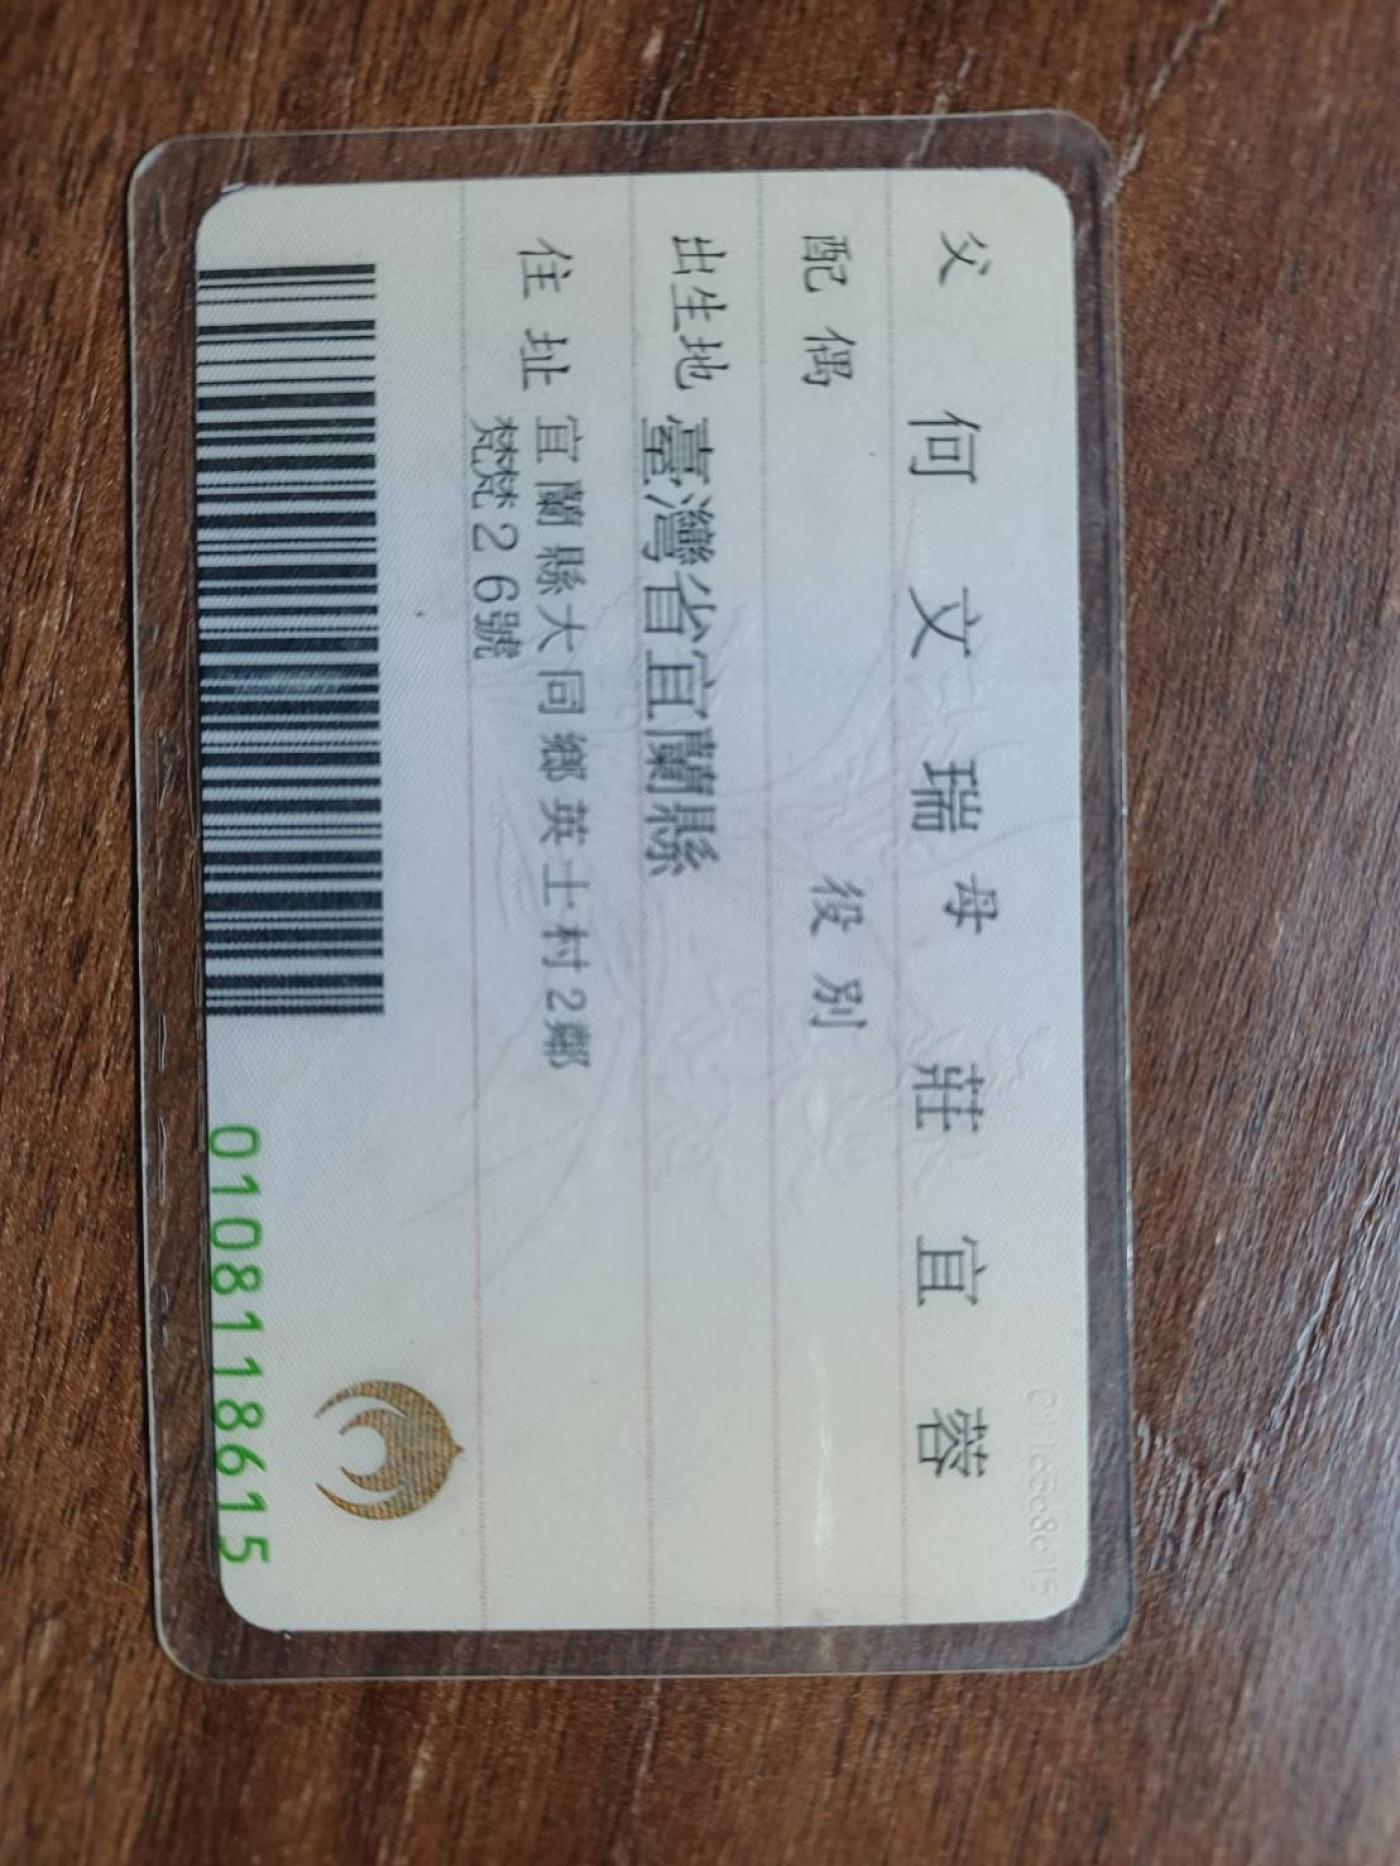 父 何文瑞 母 莊宜蓉
配偶 役別
出生地 臺灣省宜蘭縣
住址 宜蘭縣大同鄉英士村2鄰
梵梵26號
0108118615